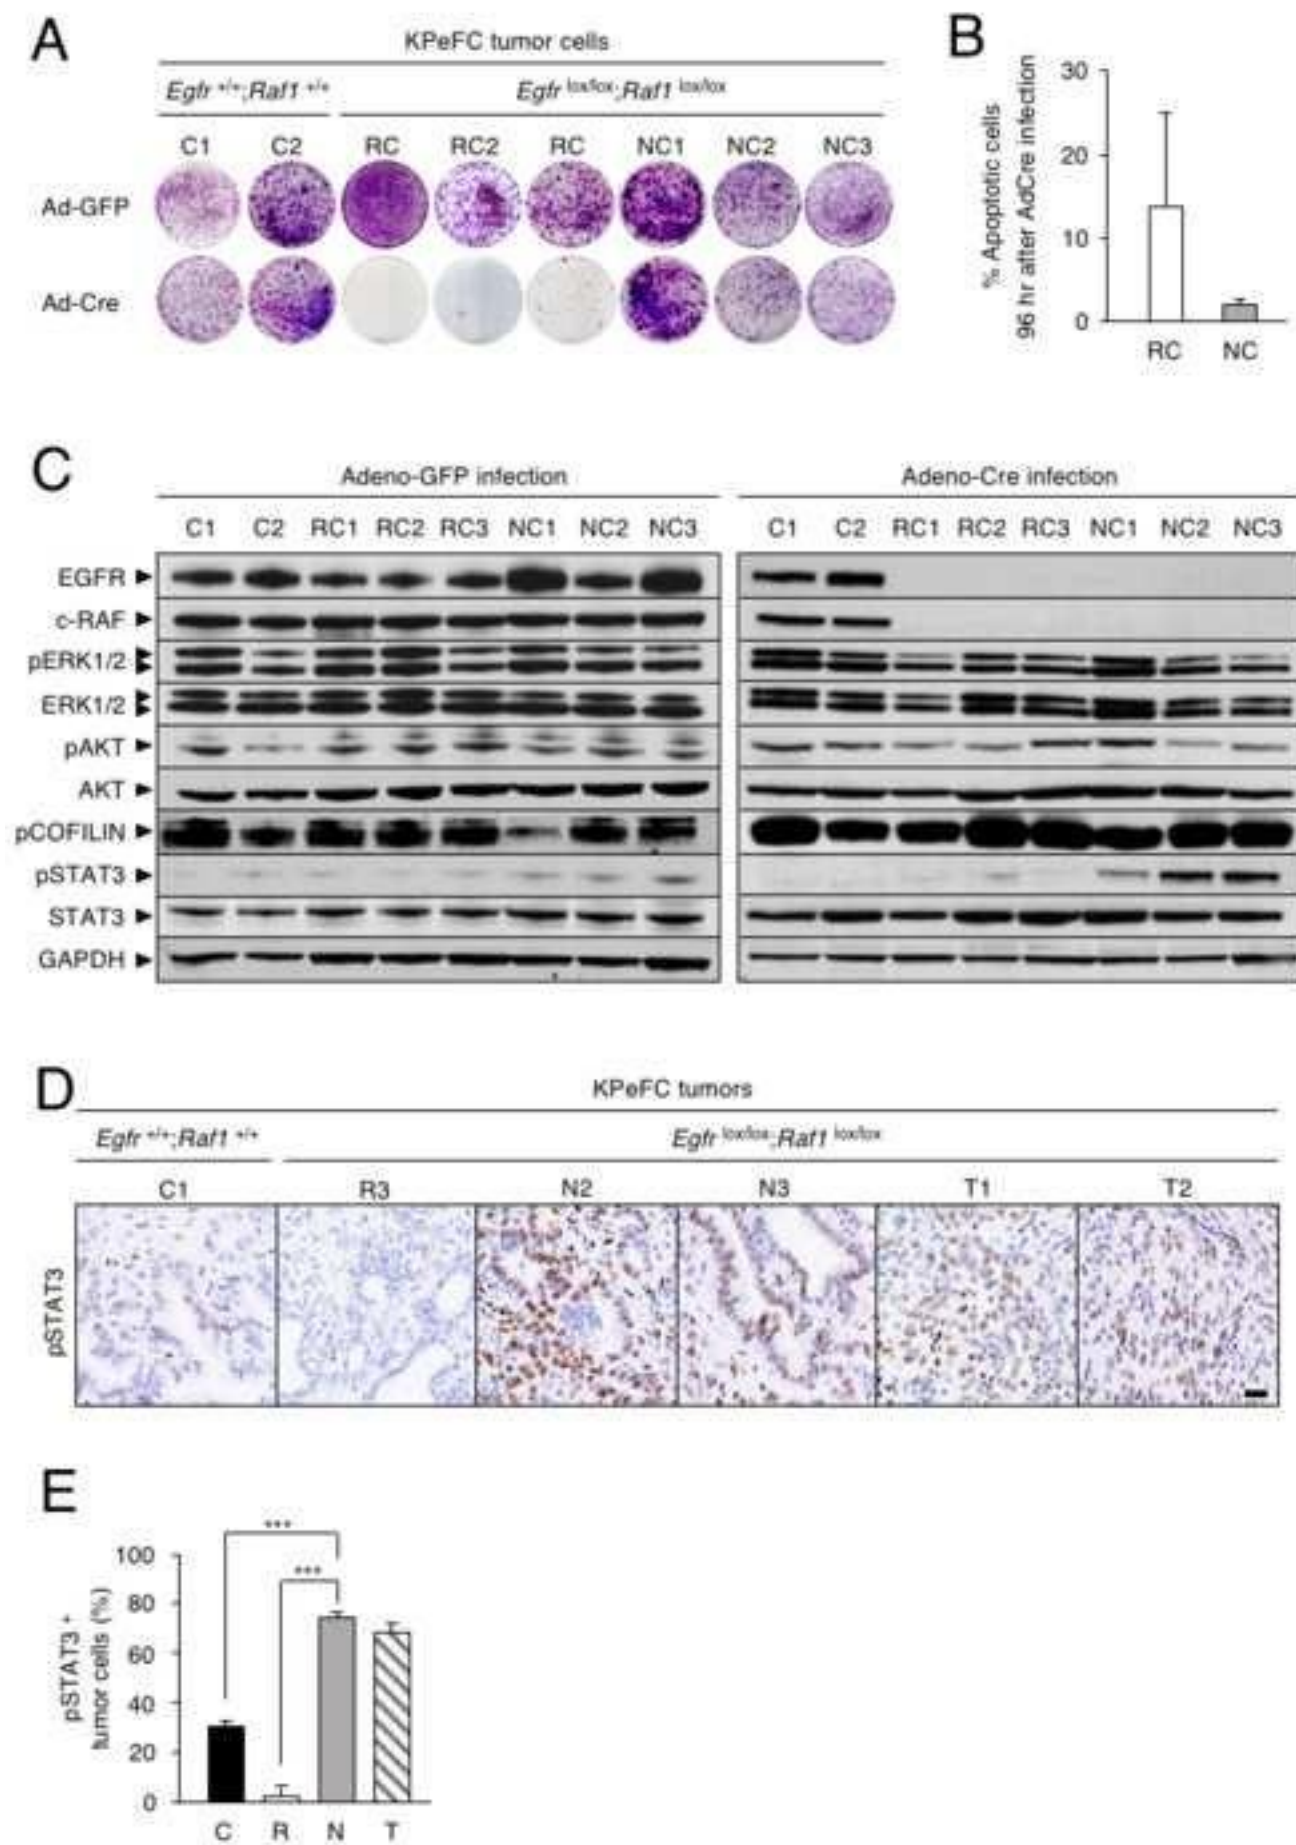 A
KPeFC tumor cells
Egfr +/+;Raf1 +/+
Egfr lox/lox;Raf1 lox/lox
C1 C2 RC RC2 RC NC1 NC2 NC3
Ad-GFP
Ad-Cre
B
% Apoptotic cells
96 hr after AdCre infection
30
20
10
0
RC NC
C
Adeno-GFP infection
Adeno-Cre infection
C1 C2 RC1 RC2 RC3 NC1 NC2 NC3
C1 C2 RC1 RC2 RC3 NC1 NC2 NC3
EGFR
c-RAF
pERK1/2
ERK1/2
pAKT
AKT
pCOFILIN
pSTAT3
STAT3
GAPDH
D
KPeFC tumors
Egfr +/+;Raf1 +/+
Egfr lox/lox;Raf1 lox/lox
C1 R3 N2 N3 T1 T2
pSTAT3
E
pSTAT3 +
tumor cells (%)
100
80
60
40
20
0
***
***
C R N T